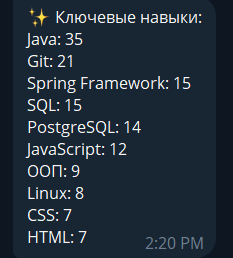 ✨ Ключевые навыки:
Java: 35
Git: 21
Spring Framework: 15
SQL: 15
PostgreSQL: 14
JavaScript: 12
ООП: 9
Linux: 8
CSS: 7
HTML: 7
2:20 PM